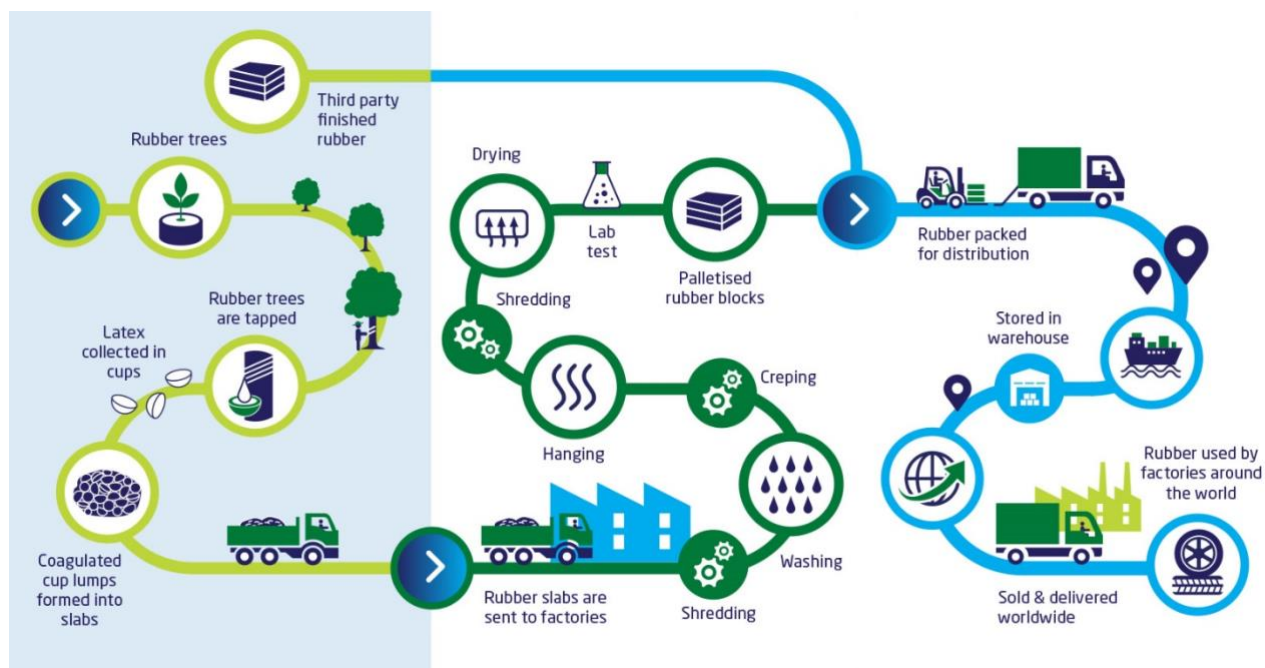 Third party
finished
rubber
Rubber trees
Rubber trees
are tapped
Latex
collected in
cups
Coagulated
cup lumps
formed into
slabs
Rubber slabs are
sent to factories
Shredding
Washing
Creping
Hanging
Shredding
Drying
Lab
test
Palletised
rubber blocks
Rubber packed
for distribution
Stored in
warehouse
Sold & delivered
worldwide
Rubber used by
factories around
the world